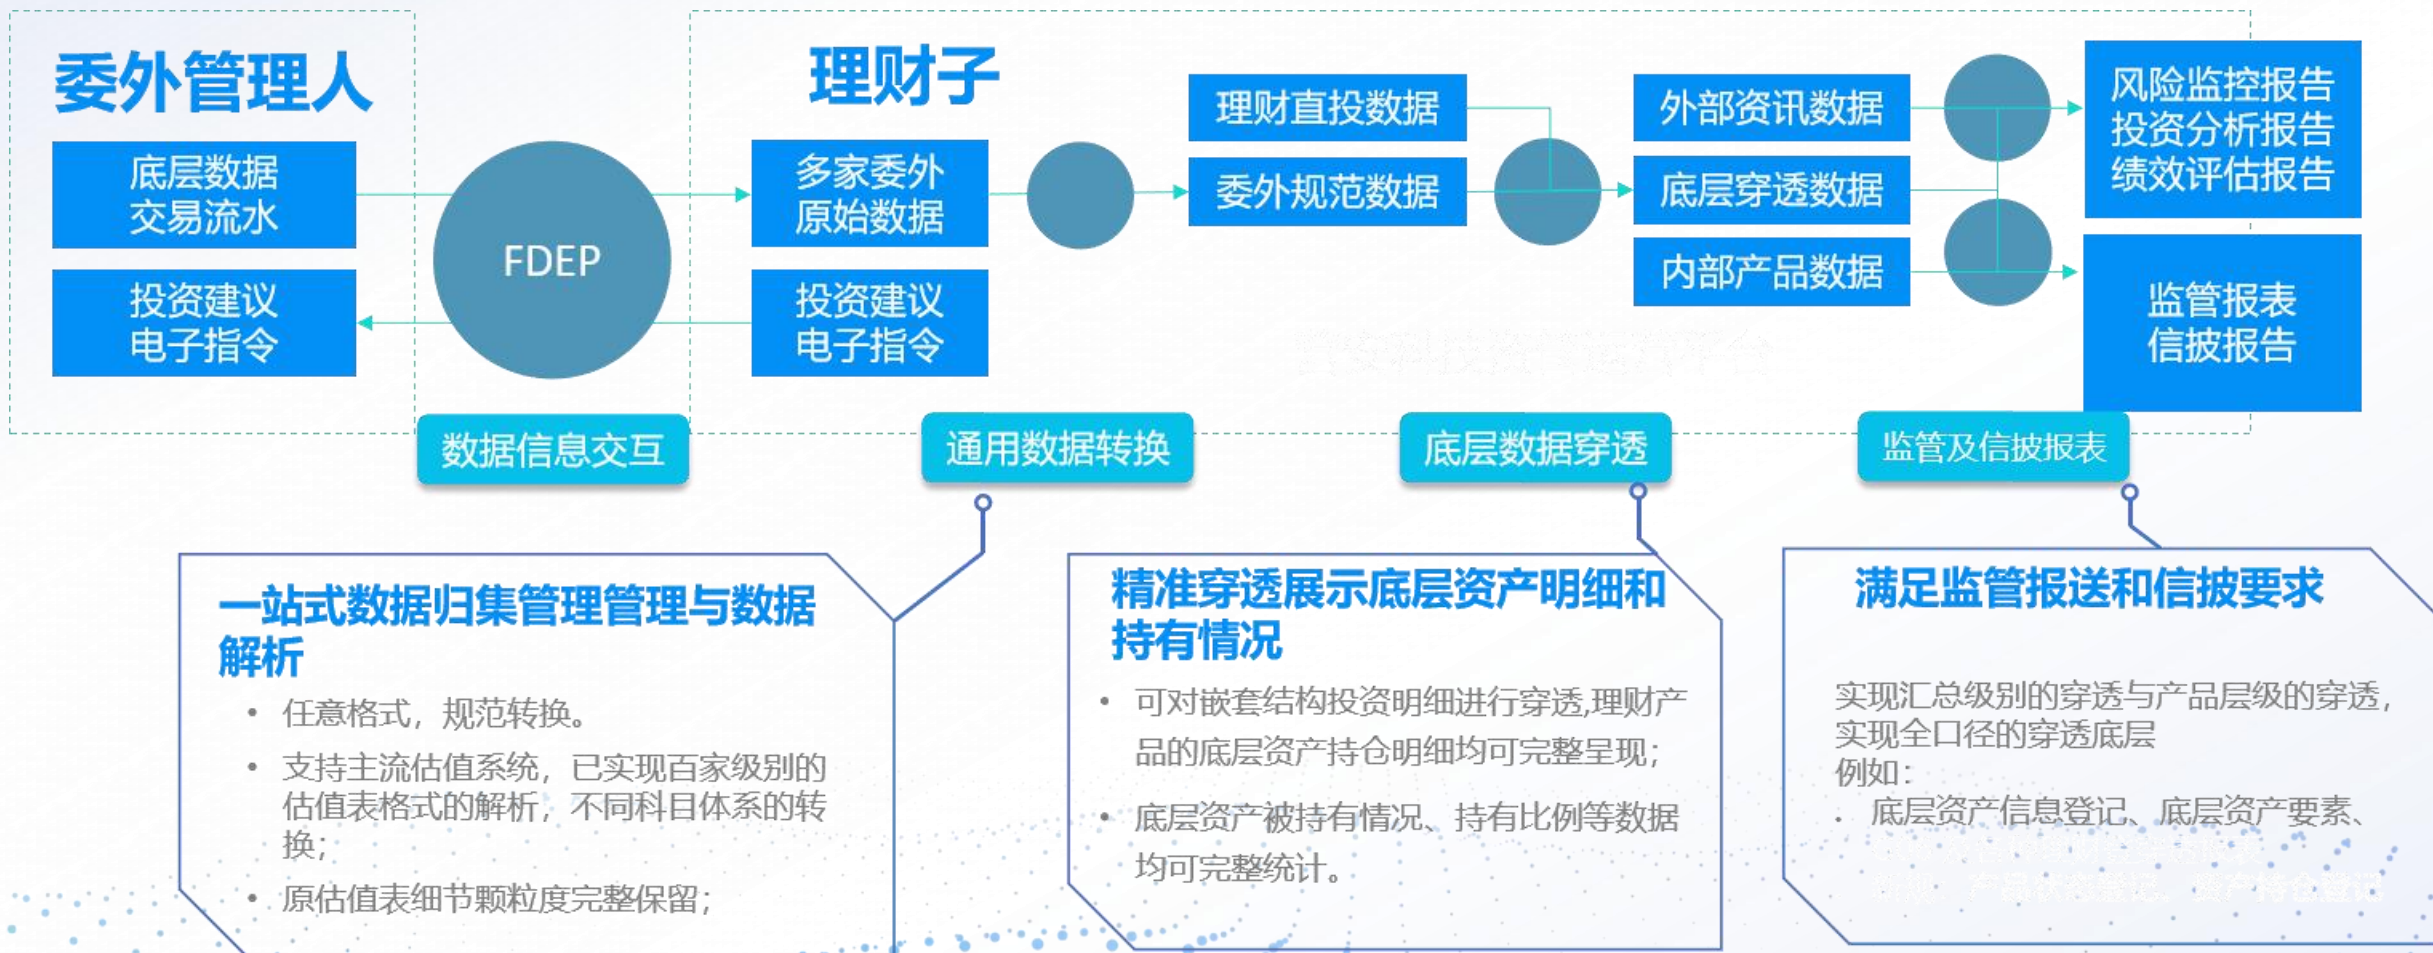 委外管理人
底层数据
交易流水
投资建议
电子指令
FDEP
理财子
多家委外
原始数据
投资建议
电子指令
理财直投数据
委外规范数据
外部资讯数据
底层穿透数据
内部产品数据
风险监控报告
投资分析报告
绩效评估报告
监管报表
信披报告
数据信息交互
通用数据转换
底层数据穿透
监管及信披报表
一站式数据归集管理管理与数据
解析
• 任意格式，规范转换。
• 支持主流估值系统，已实现百家级别的
估值表格式的解析，不同科目体系的转
换；
• 原估值表细节颗粒度完整保留；
精准穿透展示底层资产明细和
持有情况
• 可对嵌套结构投资明细进行穿透,理财产
品的底层资产持仓明细均可完整呈现；
• 底层资产被持有情况、持有比例等数据
均可完整统计。
满足监管报送和信披要求
实现汇总级别的穿透与产品层级的穿透，
实现全口径的穿透底层
例如：
. 底层资产信息登记、底层资产要素、